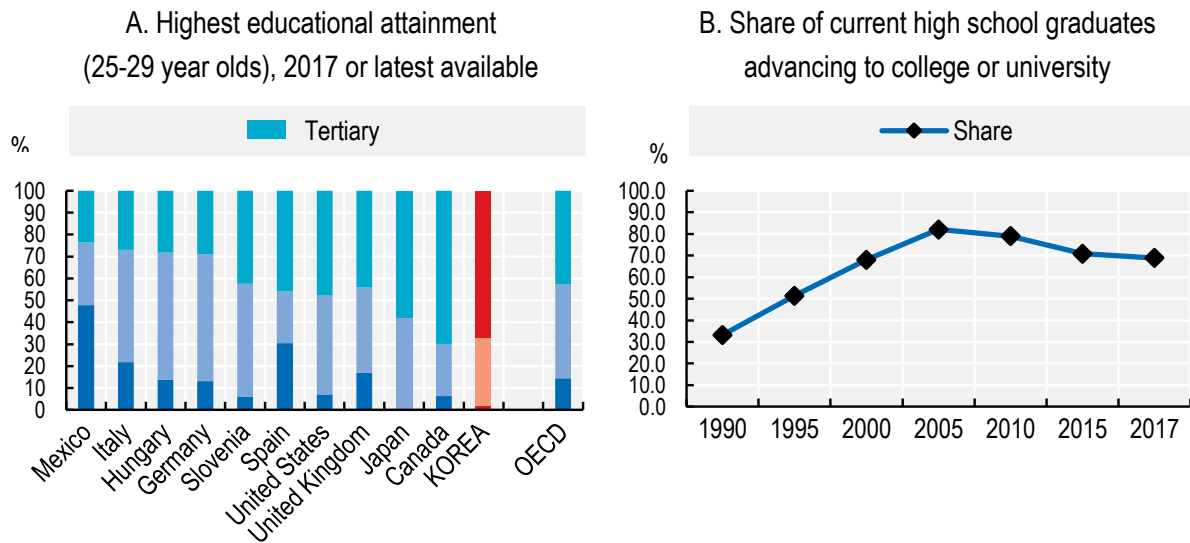 A. Highest educational attainment
(25-29 year olds), 2017 or latest available
Tertiary
%
100
90
80
70
60
50
40
30
20
10
0
Mexico
Italy
Hungary
Germany
Slovenia
Spain
United States
United Kingdom
Japan
Canada
KOREA
OECD
B. Share of current high school graduates
advancing to college or university
Share
%
100.0
90.0
80.0
70.0
60.0
50.0
40.0
30.0
20.0
10.0
0.0
1990 1995 2000 2005 2010 2015 2017